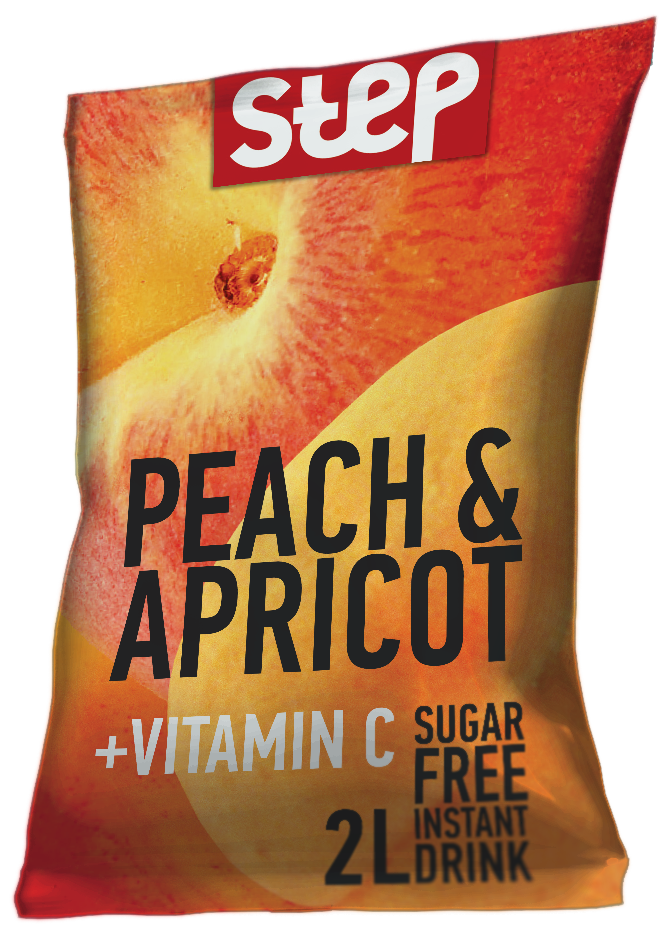 Step
PEACH &
APRICOT
+VITAMIN C
SUGAR
FREE
2L INSTANT
DRINK